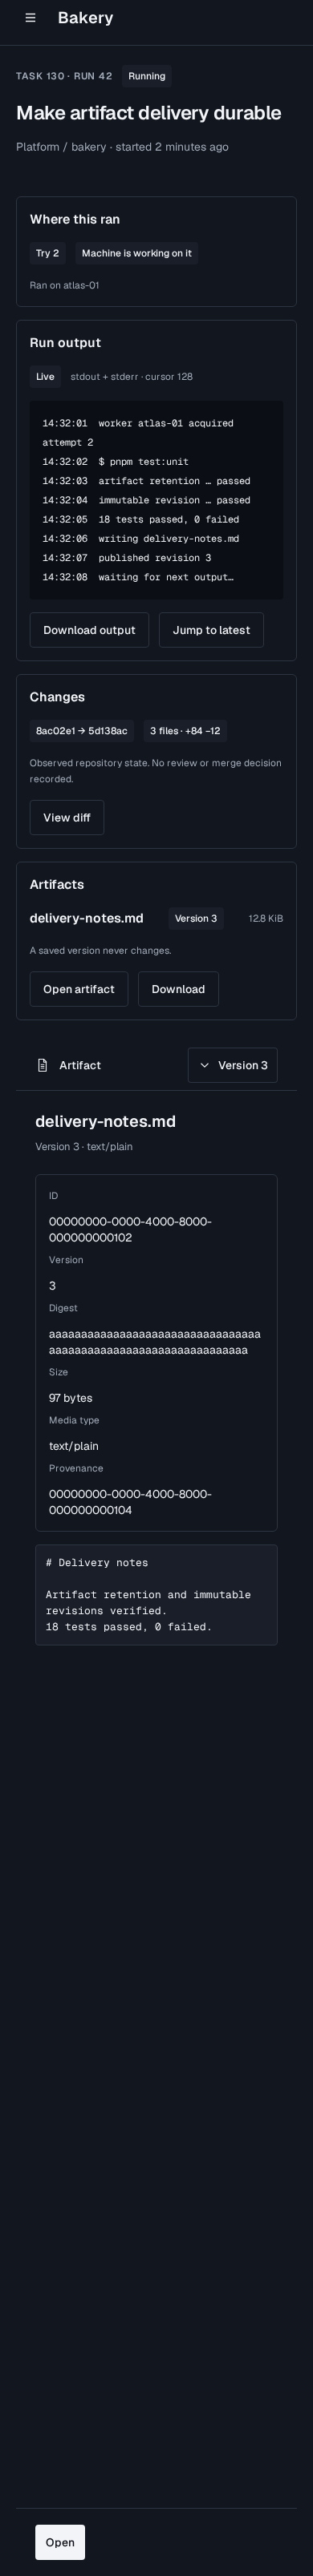 Bakery
TASK 130 · RUN 42 Running
Make artifact delivery durable
Platform / bakery · started 2 minutes ago
Where this ran
Try 2 Machine is working on it
Ran on atlas-01
Run output
Live stdout + stderr · cursor 128
14:32:01 worker atlas-01 acquired
attempt 2
14:32:02 $ pnpm test:unit
14:32:03 artifact retention … passed
14:32:04 immutable revision … passed
14:32:05 18 tests passed, 0 failed
14:32:06 writing delivery-notes.md
14:32:07 published revision 3
14:32:08 waiting for next output…
Download output Jump to latest
Changes
8ac02e1 → 5d138ac 3 files · +84 −12
Observed repository state. No review or merge decision
recorded.
View diff
Artifacts
delivery-notes.md Version 3 12.8 KiB
A saved version never changes.
Open artifact Download
Artifact Version 3
delivery-notes.md
Version 3 · text/plain
ID
00000000-0000-4000-8000-
000000000102
Version
3
Digest
aaaaaaaaaaaaaaaaaaaaaaaaaaaaaaaaa
aaaaaaaaaaaaaaaaaaaaaaaaaaaaaaa
Size
97 bytes
Media type
text/plain
Provenance
00000000-0000-4000-8000-
000000000104
# Delivery notes
Artifact retention and immutable
revisions verified.
18 tests passed, 0 failed.
Open